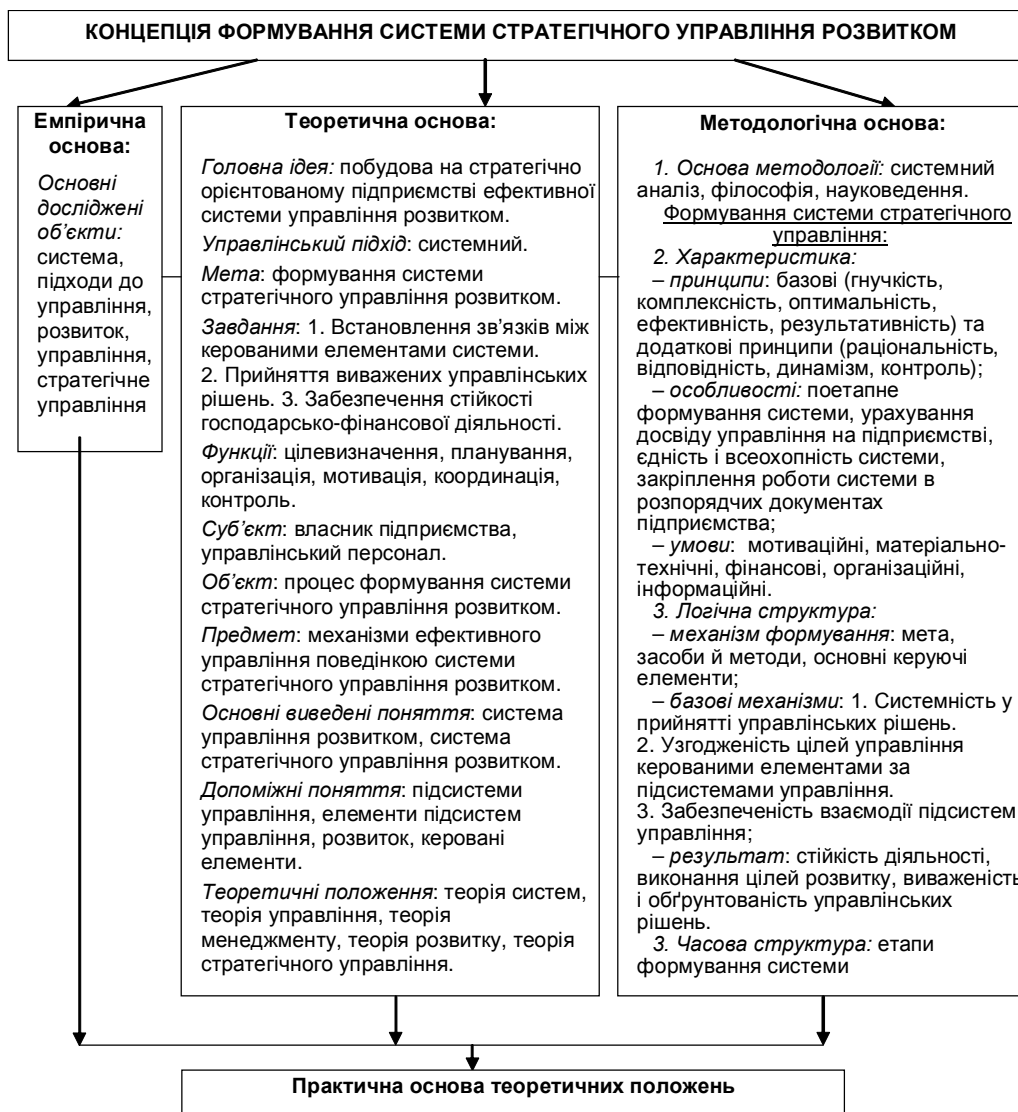 КОНЦЕПЦІЯ ФОРМУВАННЯ СИСТЕМИ СТРАТЕГІЧНОГО УПРАВЛІННЯ РОЗВИТКОМ
Емпірична
основа:
Основні
досліджені
об’єкти:
система,
підходи до
управління,
розвиток,
управління,
стратегічне
управління
Теоретична основа:
Головна ідея: побудова на стратегічно
орієнтованому підприємстві ефективної
системи управління розвитком.
Управлінський підхід: системний.
Мета: формування системи
стратегічного управління розвитком.
Завдання: 1. Встановлення зв’язків між
керованими елементами системи.
2. Прийняття виважених управлінських
рішень. 3. Забезпечення стійкості
господарсько-фінансової діяльності.
Функції: цілевизначення, планування,
організація, мотивація, координація,
контроль.
Суб’єкт: власник підприємства,
управлінський персонал.
Об’єкт: процес формування системи
стратегічного управління розвитком.
Предмет: механізми ефективного
управління поведінкою системи
стратегічного управління розвитком.
Основні виведені поняття: система
управління розвитком, система
стратегічного управління розвитком.
Допоміжні поняття: підсистеми
управління, елементи підсистем
управління, розвиток, керовані
елементи.
Теоретичні положення: теорія систем,
теорія управління, теорія
менеджменту, теорія розвитку, теорія
стратегічного управління.
Методологічна основа:
1. Основа методології: системний
аналіз, філософія, науковедення.
Формування системи стратегічного
управління:
2. Характеристика:
– принципи: базові (гнучкість,
комплексність, оптимальність,
ефективність, результативність) та
додаткові принципи (раціональність,
відповідність, динамізм, контроль);
– особливості: поетапне
формування системи, урахування
досвіду управління на підприємстві,
єдність і всеохопність системи,
закріплення роботи системи в
розпорядчих документах
підприємства;
– умови: мотиваційні, матеріально-
технічні, фінансові, організаційні,
інформаційні.
3. Логічна структура:
– механізм формування: мета,
засоби й методи, основні керуючі
елементи;
– базові механізми: 1. Системність у
прийнятті управлінських рішень.
2. Узгодженість цілей управління
керованими елементами за
підсистемами управління.
3. Забезпеченість взаємодії підсистем
управління;
– результат: стійкість діяльності,
виконання цілей розвитку, виваженість
і обґрунтованість управлінських
рішень.
3. Часова структура: етапи
формування системи
Практична основа теоретичних положень